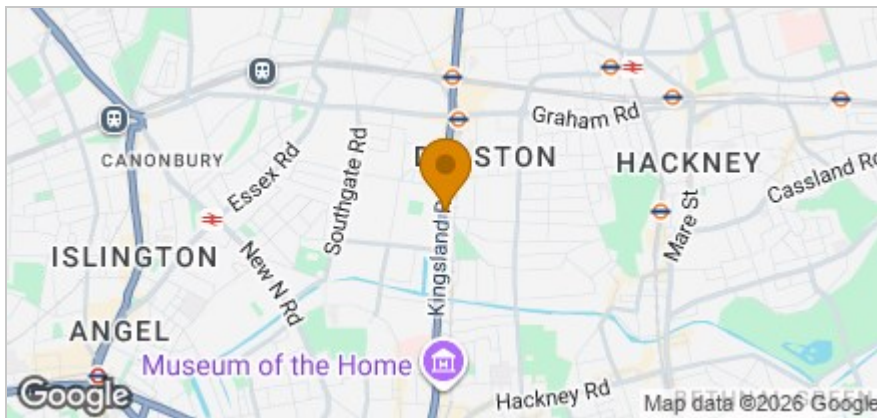 Graham Rd
CANONBURY
STON
HACKNEY
Essex Rd
Southgate Rd
Cassland Rd
Mare St
ISLINGTON
New N Rd
Kingsland
ANGEL
Museum of the Home
Hackney Rd
Google
Map data ©2026 Google